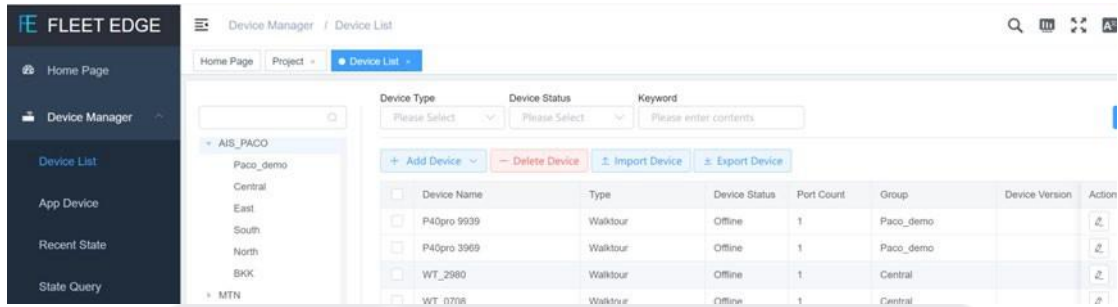 FLEET EDGE
Device Manager / Device List
Home Page
Project
Device List
Home Page
Device Manager
Device List
App Device
Recent State
State Query
AIS_PACO
Paco_demo
Central
East
South
North
BKK
MTN
Device Type
Device Status
Keyword
Please Select
Please Select
Please enter contents
+ Add Device
Delete Device
Import Device
Export Device
Device Name Type Device Status Port Count Group Device Version Action
P40pro 9939 Walktour Offline 1 Paco_demo
P40pro 3969 Walktour Offline 1 Paco_demo
WT_2980 Walktour Offline 1 Central
WT_0708 Walktour Offline 1 Central